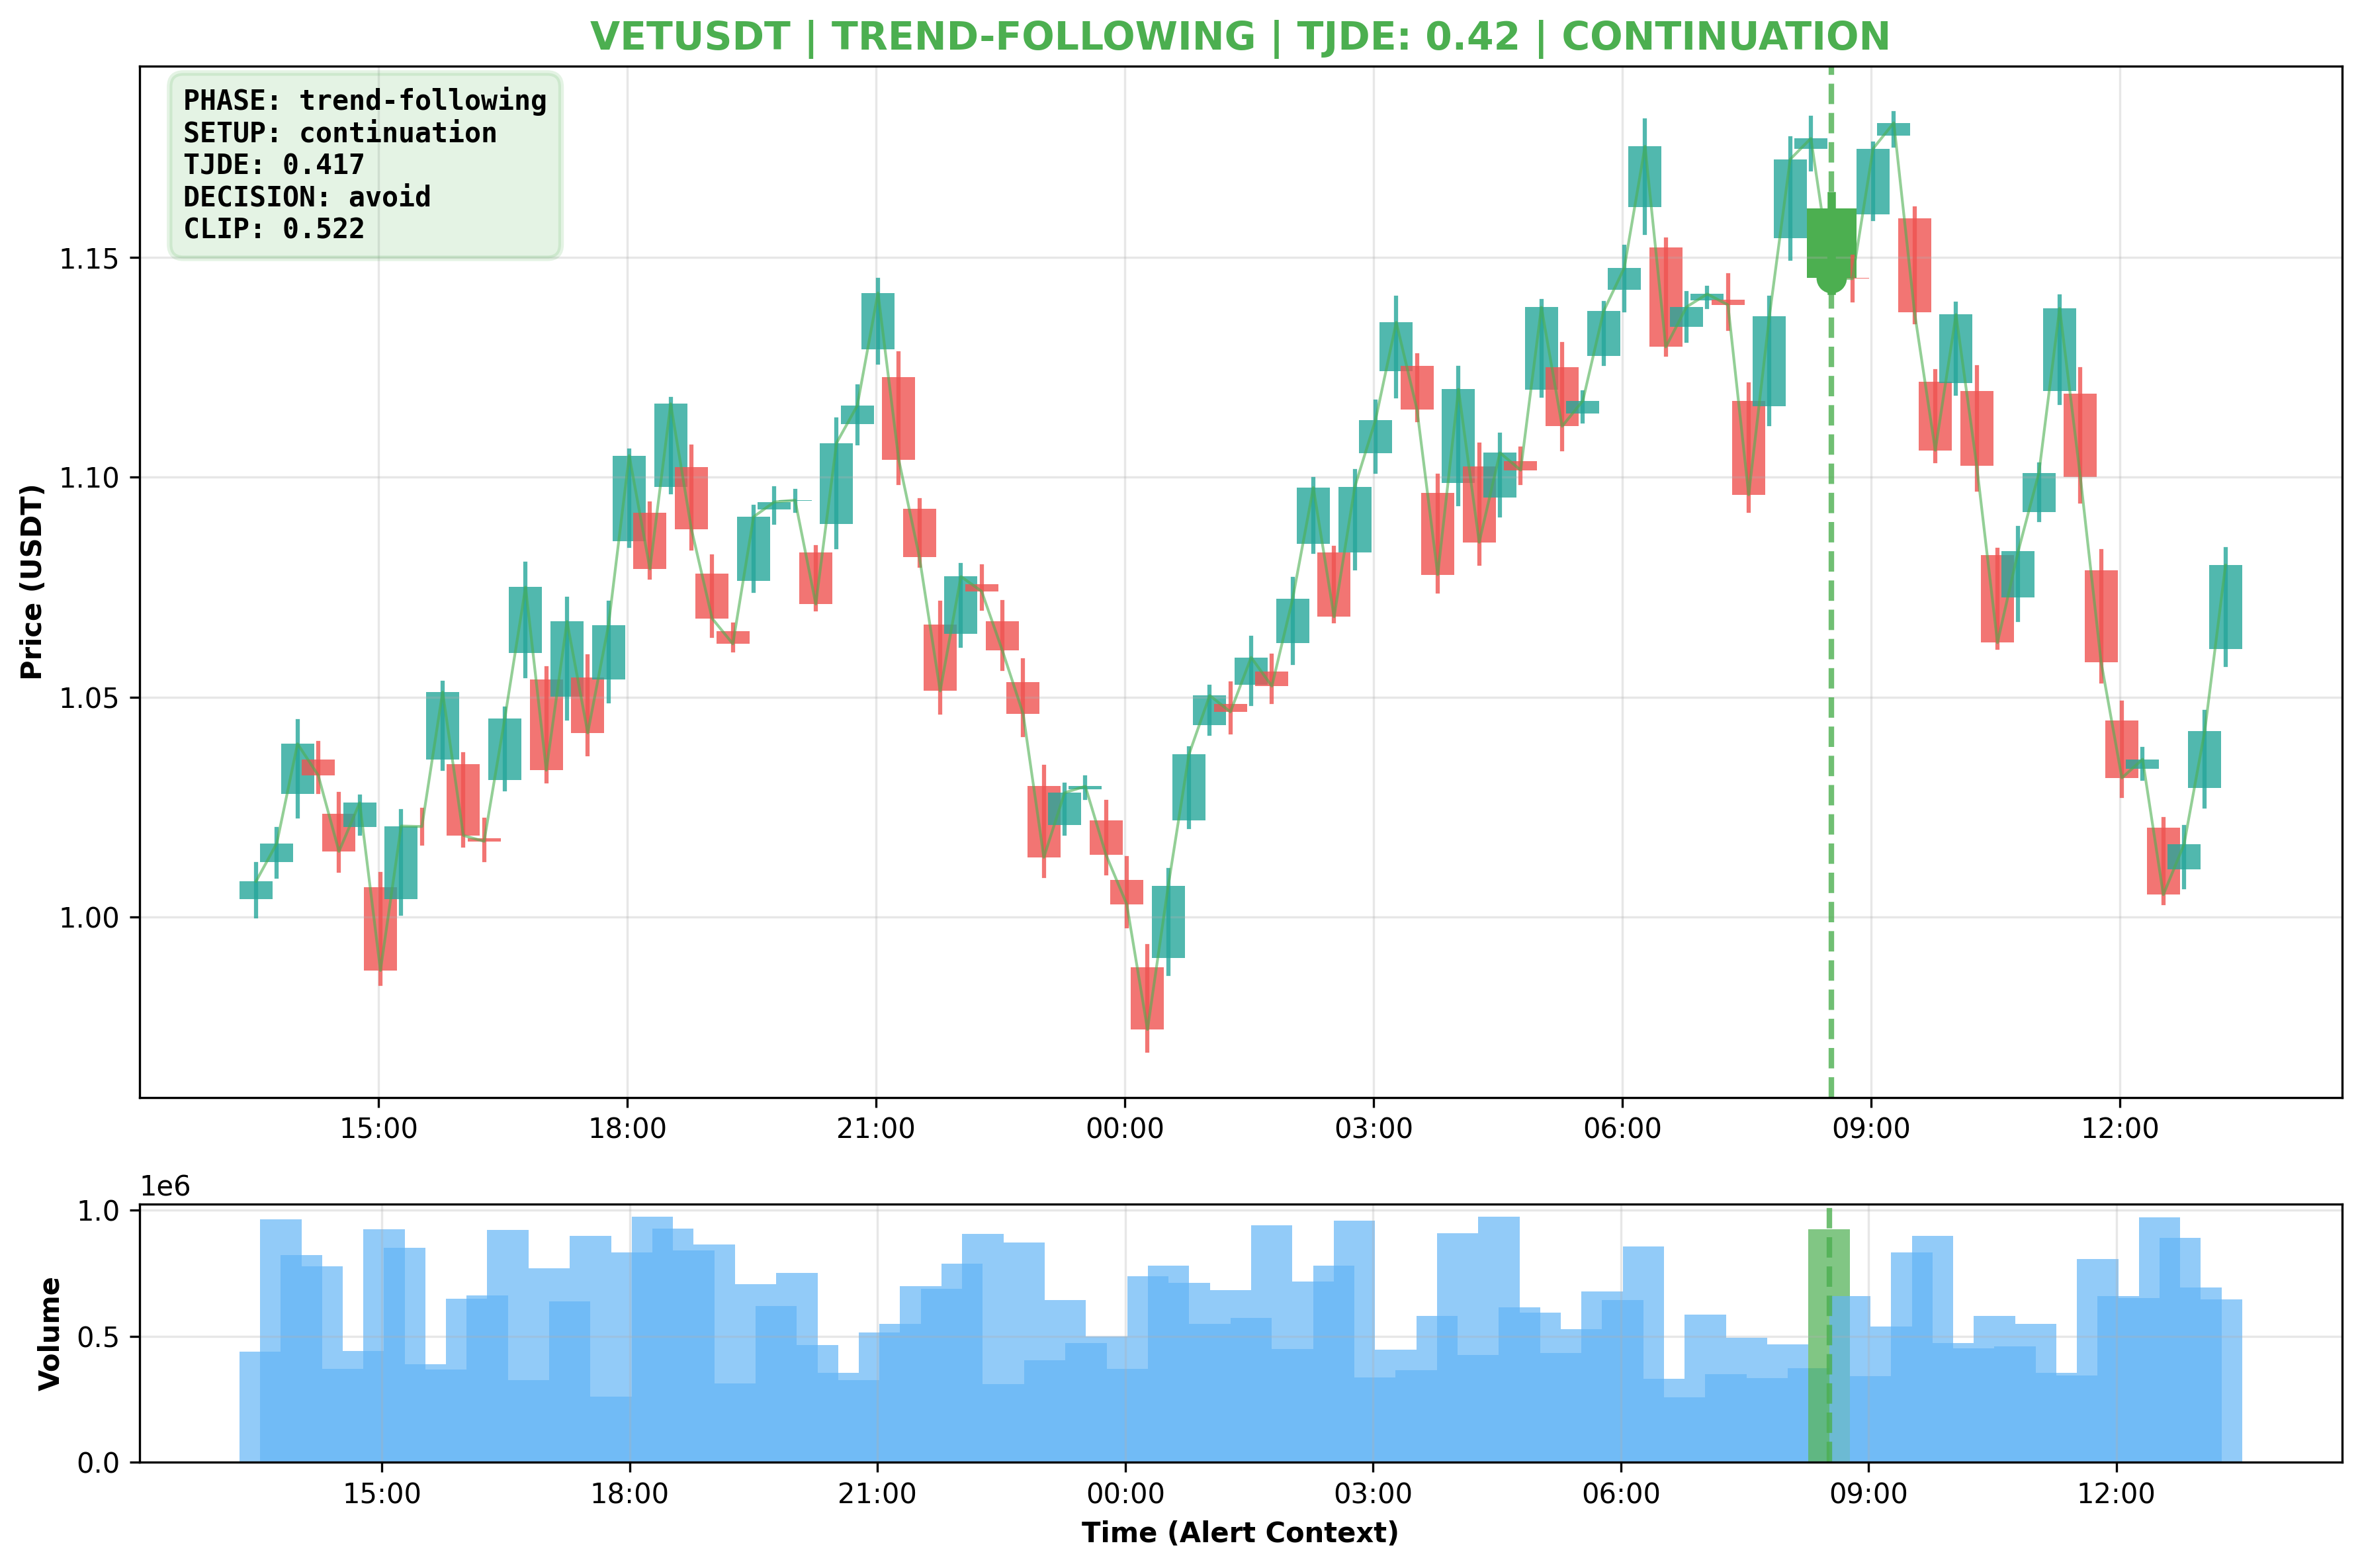 VETUSDT | TREND-FOLLOWING | TJDE: 0.42 | CONTINUATION
PHASE: trend-following
SETUP: continuation
TJDE: 0.417
DECISION: avoid
CLIP: 0.522
Price (USDT)
1.15
1.10
1.05
1.00
15:00 18:00 21:00 00:00 03:00 06:00 09:00 12:00
1e6
Volume
1.0
0.5
0.0
15:00 18:00 21:00 00:00 03:00 06:00 09:00 12:00
Time (Alert Context)